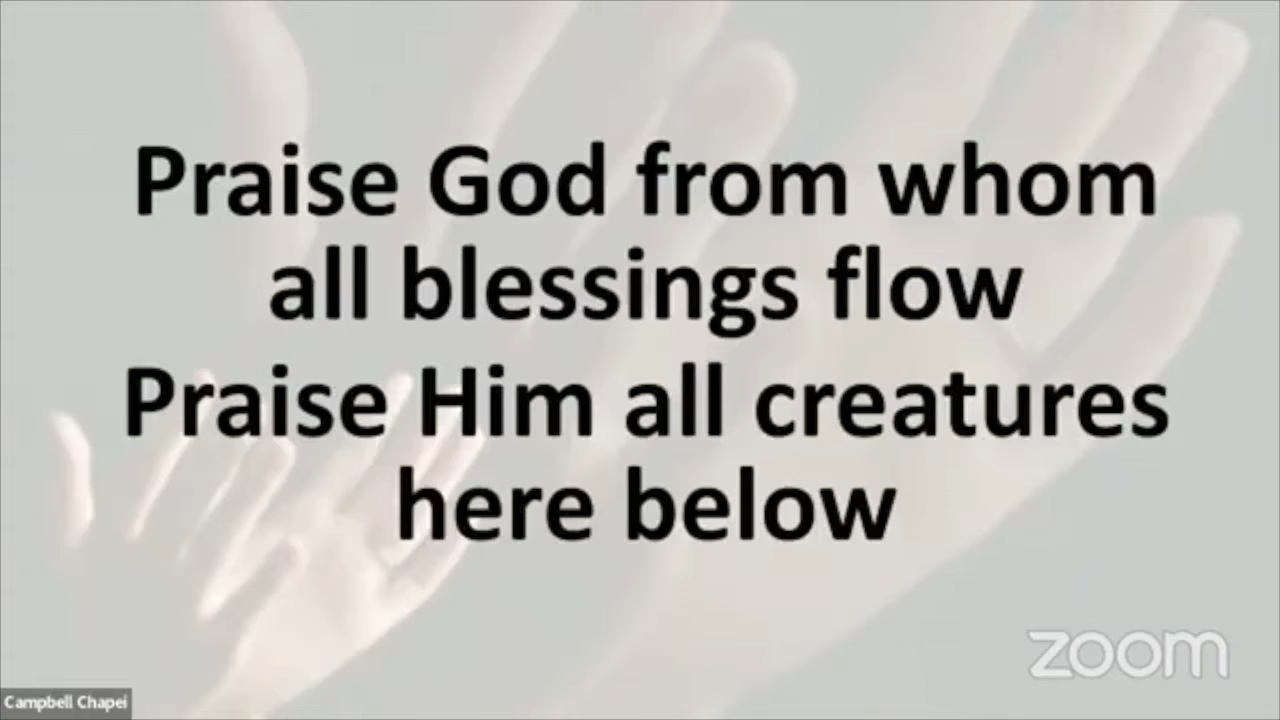 Praise God from whom
all blessings flow
Praise Him all creatures
here below
zoom
Campbell Chapel